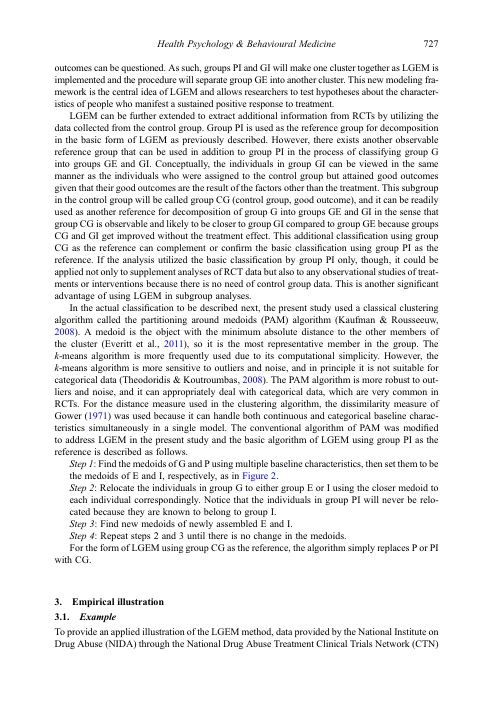 Health Psychology & Behavioural Medicine 727
outcomes can be questioned. As such, groups PI and GI will make one cluster together as LGEM is
implemented and the procedure will separate group GE into another cluster. This new modeling fra-
mework is the central idea of LGEM and allows researchers to test hypotheses about the character-
istics of people who manifest a sustained positive response to treatment.
LGEM can be further extended to extract additional information from RCTs by utilizing the
data collected from the control group. Group PI is used as the reference group for decomposition
in the basic form of LGEM as previously described. However, there exists another observable
reference group that can be used in addition to group PI in the process of classifying group G
into groups GE and GI. Conceptually, the individuals in group GI can be viewed in the same
manner as the individuals who were assigned to the control group but attained good outcomes
given that their good outcomes are the result of the factors other than the treatment. This subgroup
in the control group will be called group CG (control group, good outcome), and it can be readily
used as another reference for decomposition of group G into groups GE and GI in the sense that
group CG is observable and likely to be closer to group GI compared to group GE because groups
CG and GI get improved without the treatment effect. This additional classification using group
CG as the reference can complement or confirm the basic classification using group PI as the
reference. If the analysis utilized the basic classification by group PI only, though, it could be
applied not only to supplement analyses of RCT data but also to any observational studies of treat-
ments or interventions because there is no need of control group data. This is another significant
advantage of using LGEM in subgroup analyses.
In the actual classification to be described next, the present study used a classical clustering
algorithm called the partitioning around medoids (PAM) algorithm (Kaufman & Rousseeuw,
2008). A medoid is the object with the minimum absolute distance to the other members of
the cluster (Everitt et al., 2011), so it is the most representative member in the group. The
k-means algorithm is more frequently used due to its computational simplicity. However, the
k-means algorithm is more sensitive to outliers and noise, and in principle it is not suitable for
categorical data (Theodoridis & Koutroumbas, 2008). The PAM algorithm is more robust to out-
liers and noise, and it can appropriately deal with categorical data, which are very common in
RCTs. For the distance measure used in the clustering algorithm, the dissimilarity measure of
Gower (1971) was used because it can handle both continuous and categorical baseline charac-
teristics simultaneously in a single model. The conventional algorithm of PAM was modified
to address LGEM in the present study and the basic algorithm of LGEM using group PI as the
reference is described as follows.
Step 1: Find the medoids of G and P using multiple baseline characteristics, then set them to be
the medoids of E and I, respectively, as in Figure 2.
Step 2: Relocate the individuals in group G to either group E or I using the closer medoid to
each individual correspondingly. Notice that the individuals in group PI will never be relo-
cated because they are known to belong to group I.
Step 3: Find new medoids of newly assembled E and I.
Step 4: Repeat steps 2 and 3 until there is no change in the medoids.
For the form of LGEM using group CG as the reference, the algorithm simply replaces P or PI
with CG.
3. Empirical illustration
3.1. Example
To provide an applied illustration of the LGEM method, data provided by the National Institute on
Drug Abuse (NIDA) through the National Drug Abuse Treatment Clinical Trials Network (CTN)